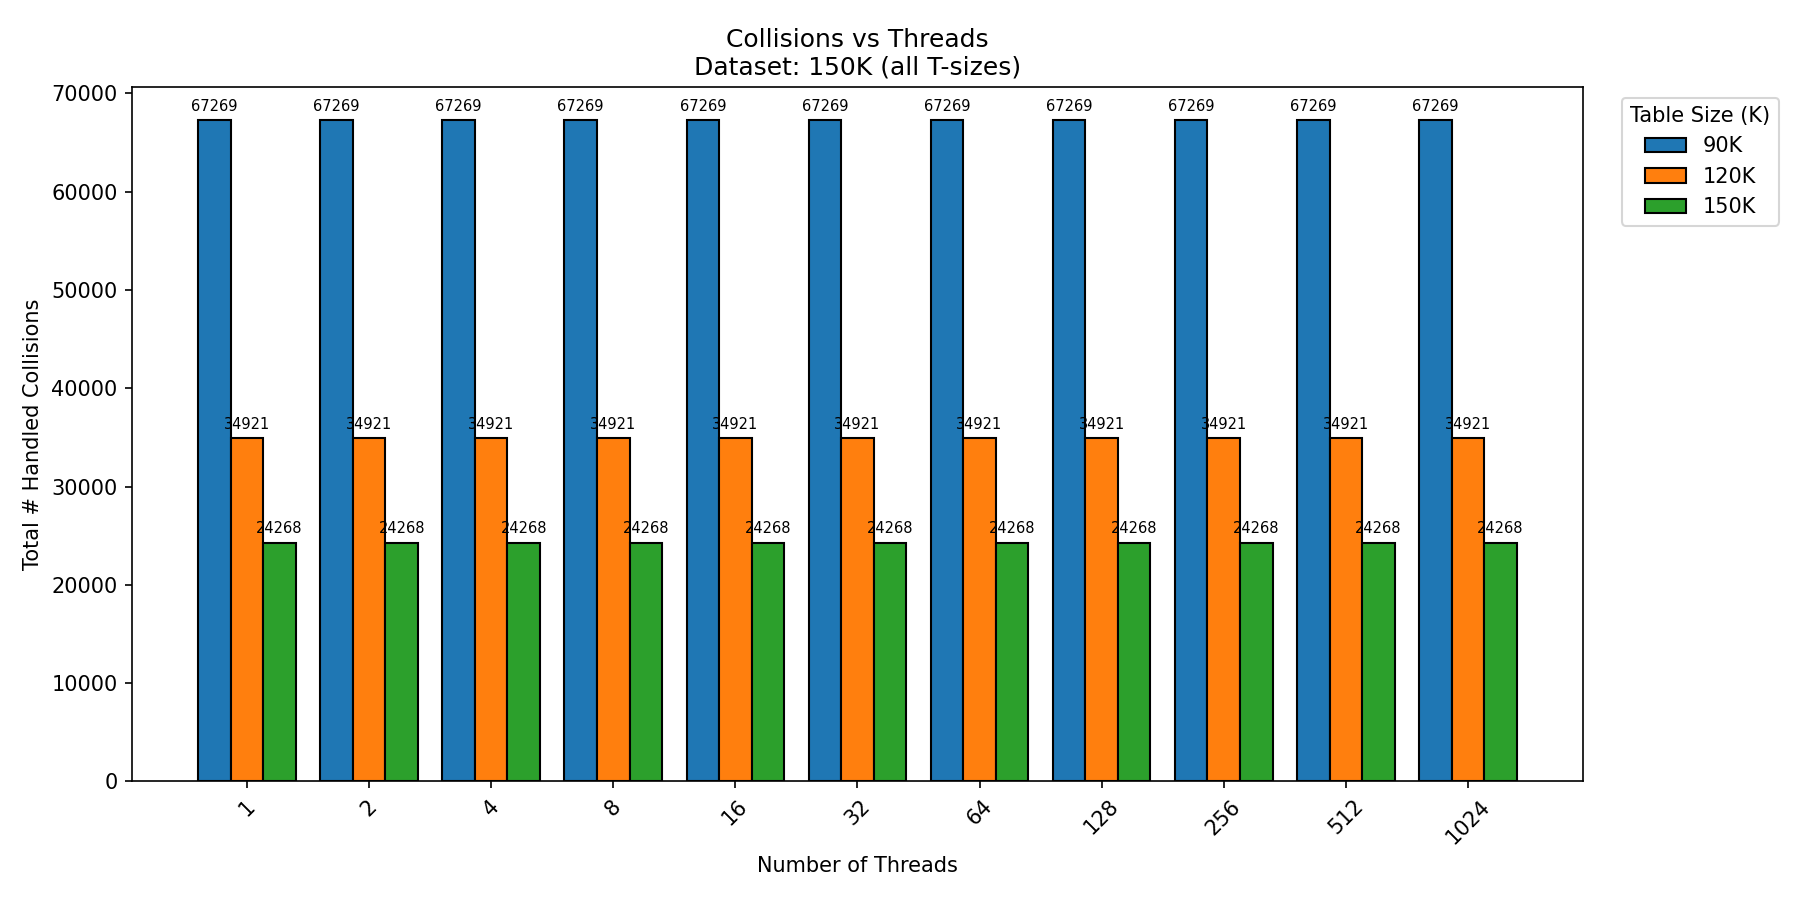 Collisions vs Threads
Dataset: 150K (all T-sizes)
Total # Handled Collisions
70000
60000
50000
40000
30000
20000
10000
0
67269 67269 67269 67269 67269 67269 67269 67269 67269 67269 67269
34921 34921 34921 34921 34921 34921 34921 34921 34921 34921 34921
24268 24268 24268 24268 24268 24268 24268 24268 24268 24268 24268
1 2 4 8 16 32 64 128 256 512 1024
Number of Threads
Table Size (K)
90K
120K
150K